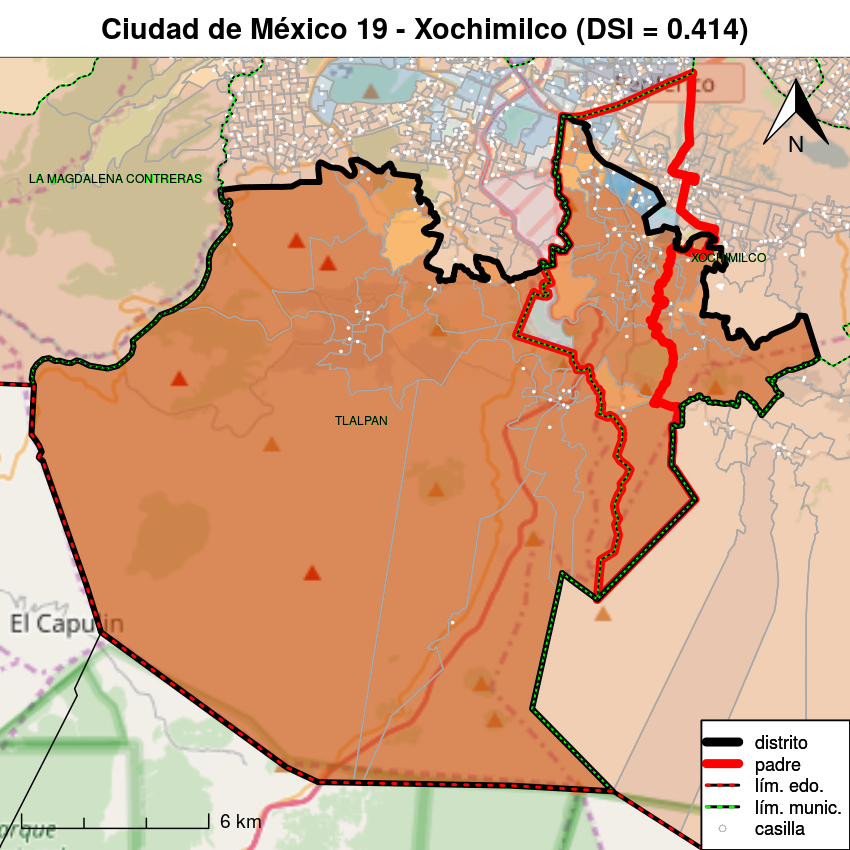 Ciudad de México 19 - Xochimilco (DSI = 0.414)
N
LA MAGDALENA CONTRERAS
XOCHIMILCO
TLALPAN
El Capulin
distrito
padre
lím. edo.
lím. munic.
casilla
6 km